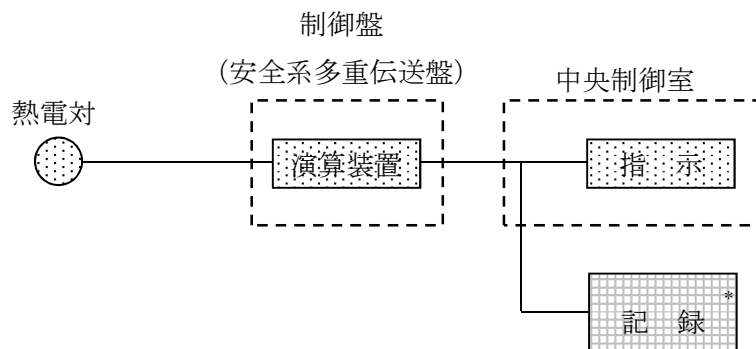 制御盤
（安全系多重伝送盤）
中央制御室
熱電対
演算装置
指 示
記 録
*